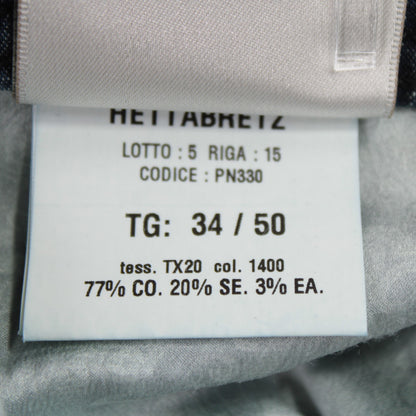 HETTABRETZ
LOTTO : 5 RIGA : 15
CODICE : PN330
TG: 34 / 50
tess. TX20 col. 1400
77% CO. 20% SE. 3% EA.